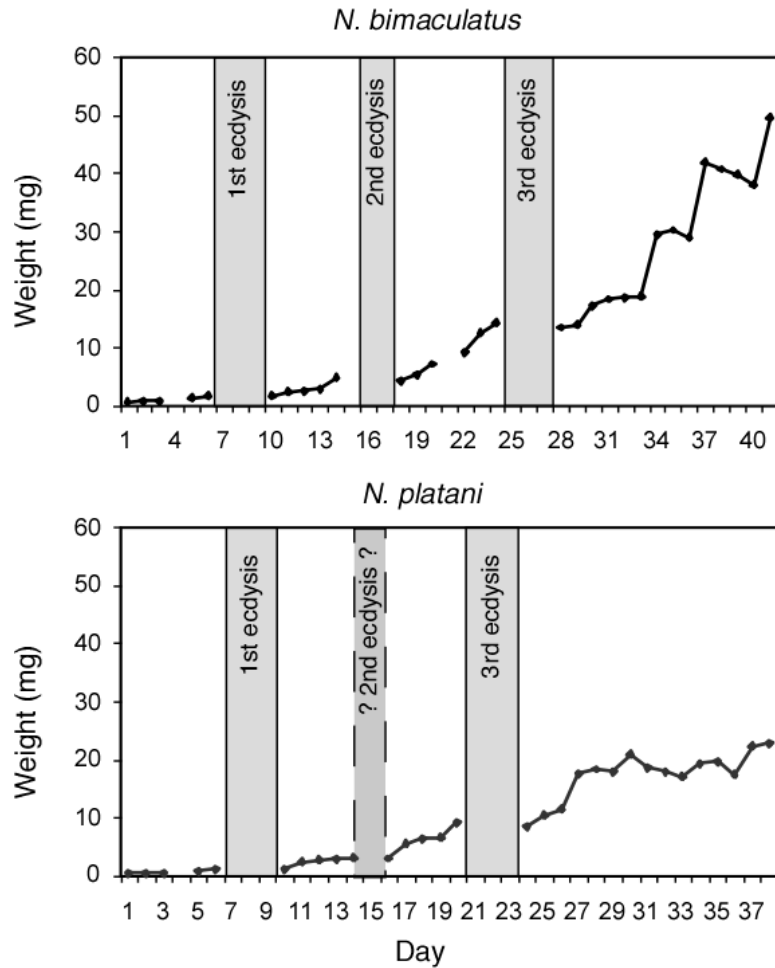 N. bimaculatus
60
50
40
30
20
10
0
Weight (mg)
1st ecdysis
2nd ecdysis
3rd ecdysis
1 4 7 10 13 16 19 22 25 28 31 34 37 40
N. platani
60
50
40
30
20
10
0
Weight (mg)
1st ecdysis
? 2nd ecdysis ?
3rd ecdysis
1 3 5 7 9 11 13 15 17 19 21 23 25 27 29 31 33 35 37
Day